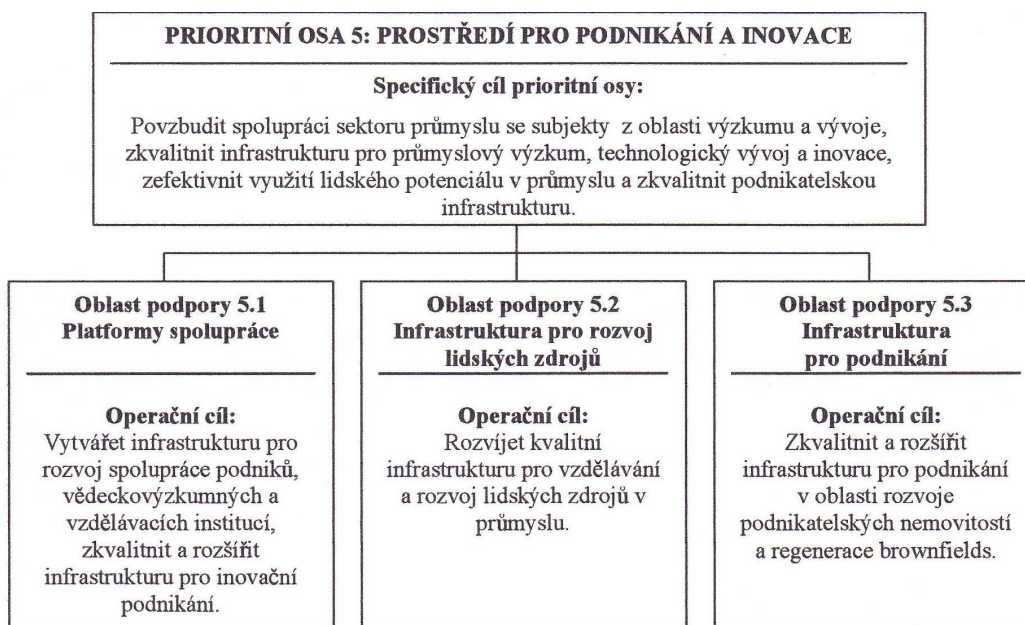 PRIORITNÍ OSA 5: PROSTŘEDÍ PRO PODNIKÁNÍ A INOVACE
Specifický cíl prioritní osy:
Povzbudit spolupráci sektoru průmyslu se subjekty z oblasti výzkumu a vývoje,
zkvalitnit infrastrukturu pro průmyslový výzkum, technologický vývoj a inovace,
zefektivnit využití lidského potenciálu v průmyslu a zkvalitnit podnikatelskou
infrastrukturu.
Oblast podpory 5.1
Platformy spolupráce
Operační cíl:
Vytvářet infrastrukturu pro
rozvoj spolupráce podniků,
vědeckovýzkumných a
vzdělávacích institucí,
zkvalitnit a rozšířit
infrastrukturu pro inovační
podnikání.
Oblast podpory 5.2
Infrastruktura pro rozvoj
lidských zdrojů
Operační cíl:
Rozvíjet kvalitní
infrastrukturu pro vzdělávání
a rozvoj lidských zdrojů v
průmyslu.
Oblast podpory 5.3
Infrastruktura
pro podnikání
Operační cíl:
Zkvalitnit a rozšířit
infrastrukturu pro podnikání
v oblasti rozvoje
podnikatelských nemovitostí
a regenerace brownfields.